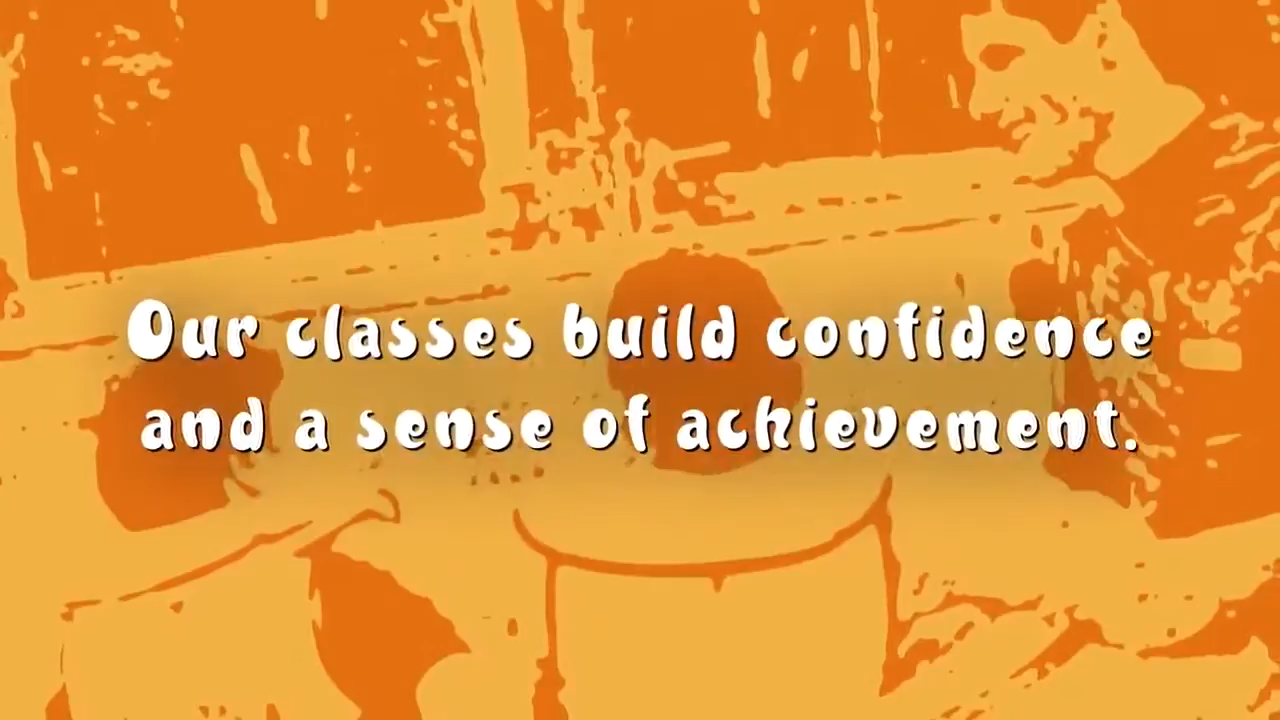 Our classes build confidence
and a sense of achievement.